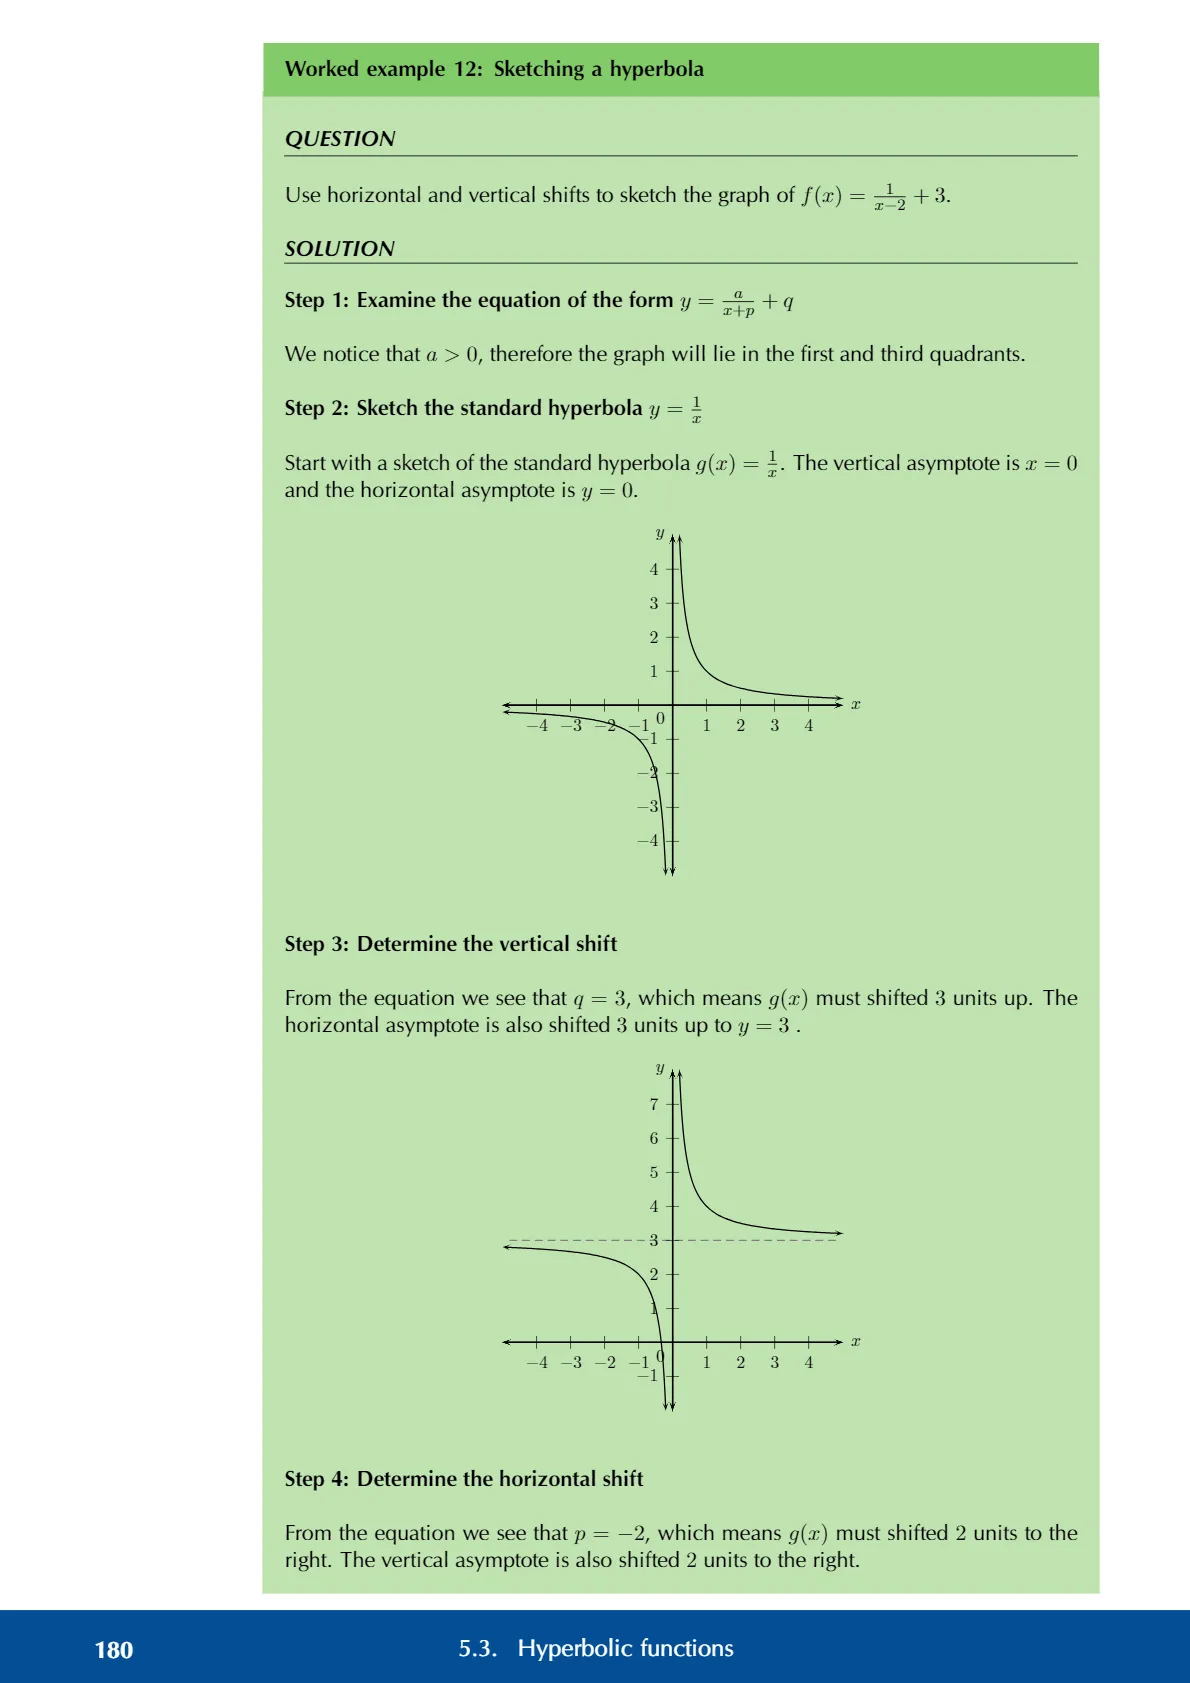 Worked example 12: Sketching a hyperbola
QUESTION
Use horizontal and vertical shifts to sketch the graph of f(x) = 1/(x−2) + 3.
SOLUTION
Step 1: Examine the equation of the form y = a/(x+p) + q
We notice that a > 0, therefore the graph will lie in the first and third quadrants.
Step 2: Sketch the standard hyperbola y = 1/x
Start with a sketch of the standard hyperbola g(x) = 1/x. The vertical asymptote is x = 0
and the horizontal asymptote is y = 0.
y
4
3
2
1
x
−4 −3 −2 −1 0 1 2 3 4
−1
−2
−3
−4
Step 3: Determine the vertical shift
From the equation we see that q = 3, which means g(x) must shifted 3 units up. The
horizontal asymptote is also shifted 3 units up to y = 3 .
y
7
6
5
4
3
2
1
x
−4 −3 −2 −1 0 1 2 3 4
−1
Step 4: Determine the horizontal shift
From the equation we see that p = −2, which means g(x) must shifted 2 units to the
right. The vertical asymptote is also shifted 2 units to the right.
180 5.3. Hyperbolic functions